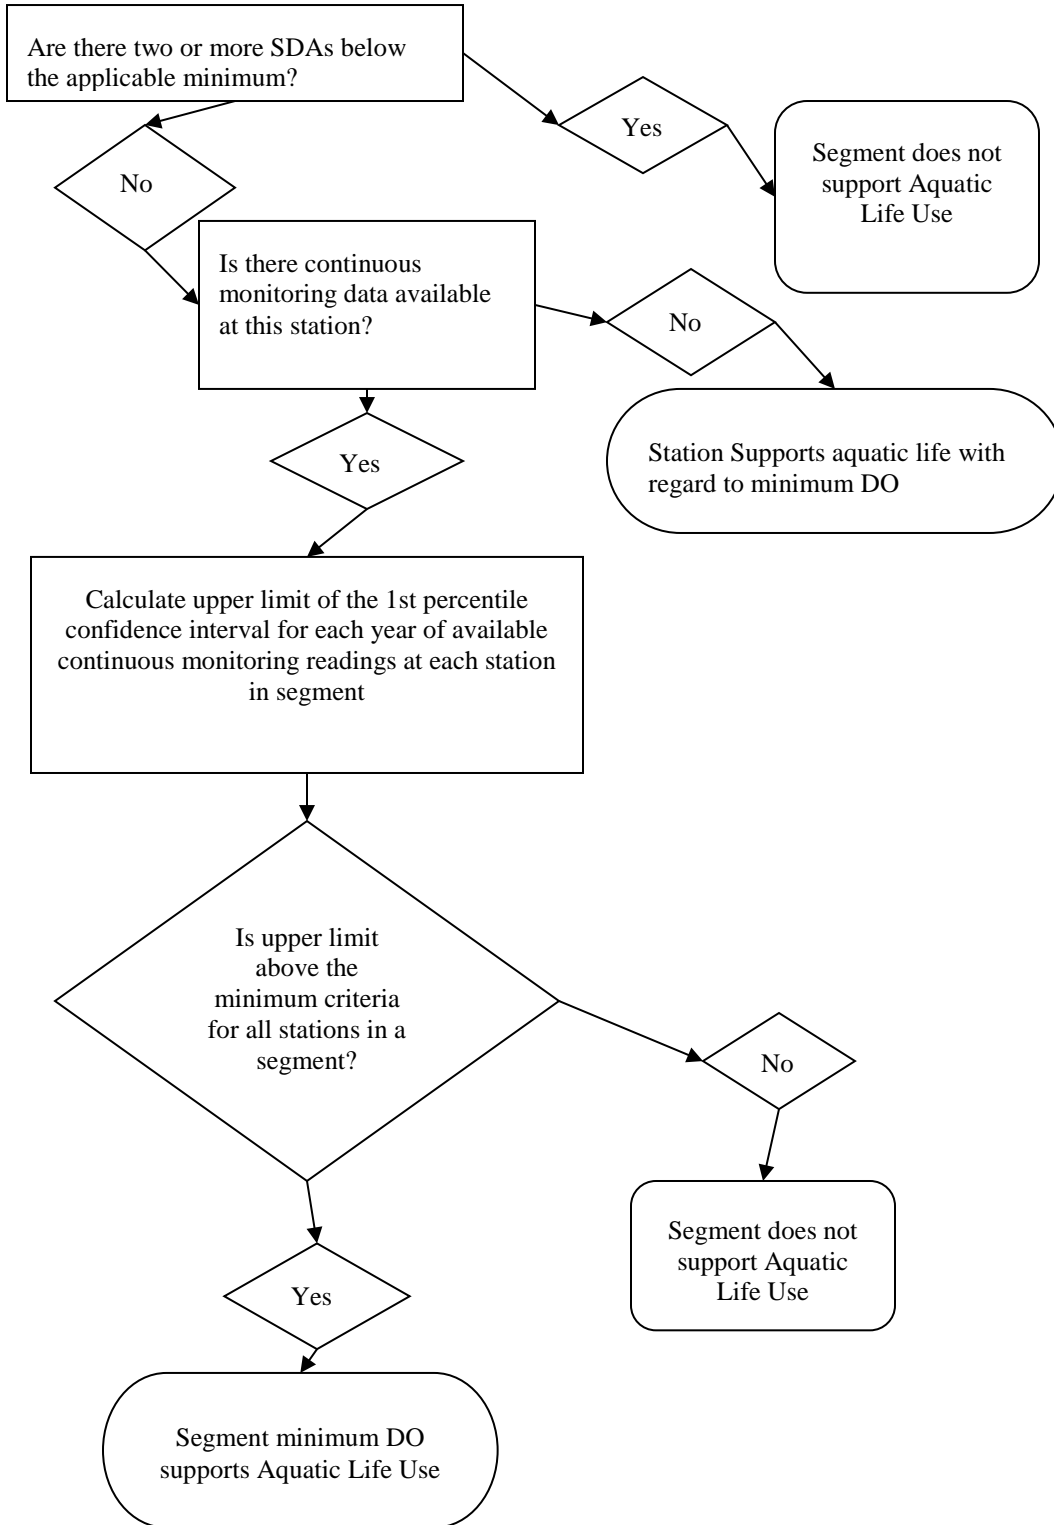 Are there two or more SDAs below
the applicable minimum?
Yes
Segment does not
support Aquatic
Life Use
No
Is there continuous
monitoring data available
at this station?
No
Yes
Station Supports aquatic life with
regard to minimum DO
Calculate upper limit of the 1st percentile
confidence interval for each year of available
continuous monitoring readings at each station
in segment
Is upper limit
above the
minimum criteria
for all stations in a
segment?
No
Segment does not
support Aquatic
Life Use
Yes
Segment minimum DO
supports Aquatic Life Use